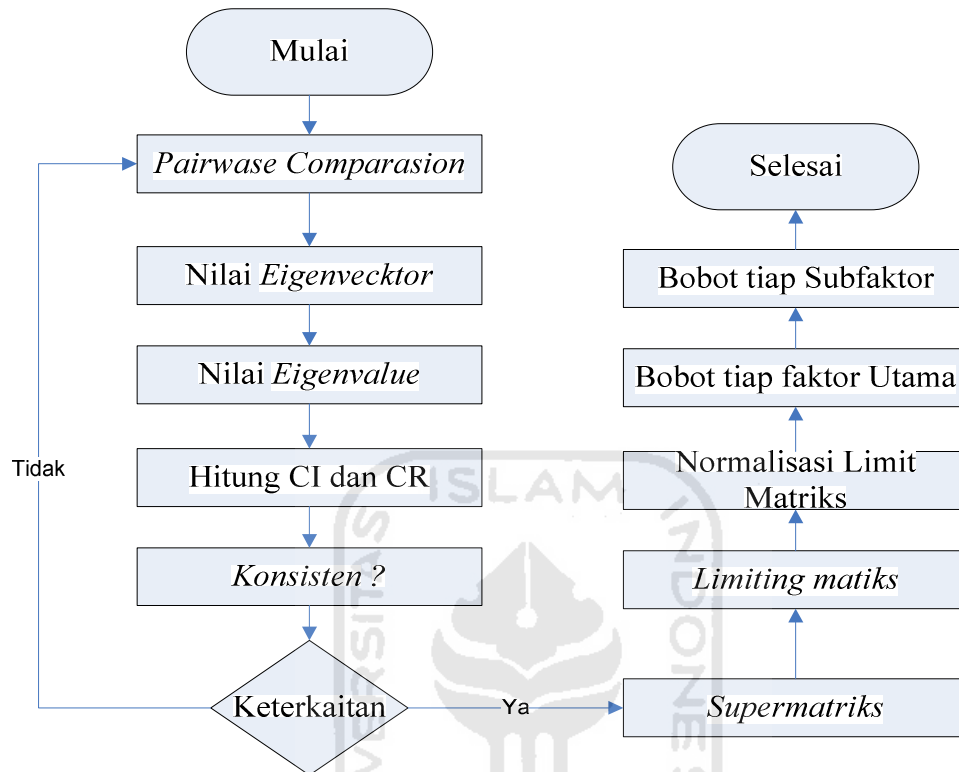 Mulai
Pairwase Comparasion
Nilai Eigenvecktor
Nilai Eigenvalue
Hitung CI dan CR
Konsisten ?
Keterkaitan
Tidak
Ya
Supermatriks
Limiting matiks
Normalisasi Limit
Matriks
Bobot tiap faktor Utama
Bobot tiap Subfaktor
Selesai
ISLAM